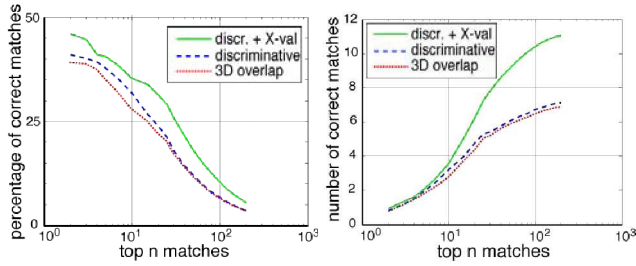 50
25
0
percentage of correct matches
discr. + X-val
discriminative
3D overlap
10^0 10^1 10^2 10^3
top n matches
12
10
8
6
4
2
0
number of correct matches
discr. + X-val
discriminative
3D overlap
10^0 10^1 10^2 10^3
top n matches